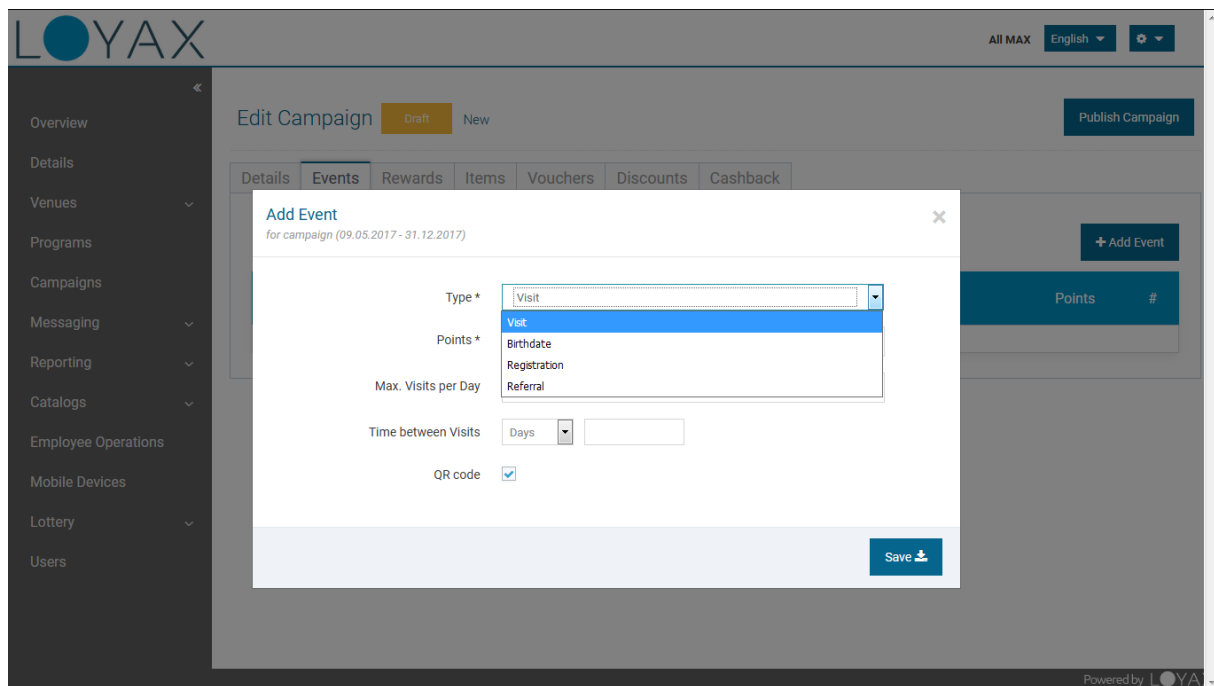 LOYAX
All MAX English
Overview
Details
Venues
Programs
Campaigns
Messaging
Reporting
Catalogs
Employee Operations
Mobile Devices
Lottery
Users
Edit Campaign Draft New
Publish Campaign
Details Events Rewards Items Vouchers Discounts Cashback
+ Add Event
Points #
Add Event
for campaign (09.05.2017 - 31.12.2017)
Type * Visit
Visit
Birthdate
Registration
Referral
Points *
Max. Visits per Day
Time between Visits Days
QR code
Save
Powered by LOYA